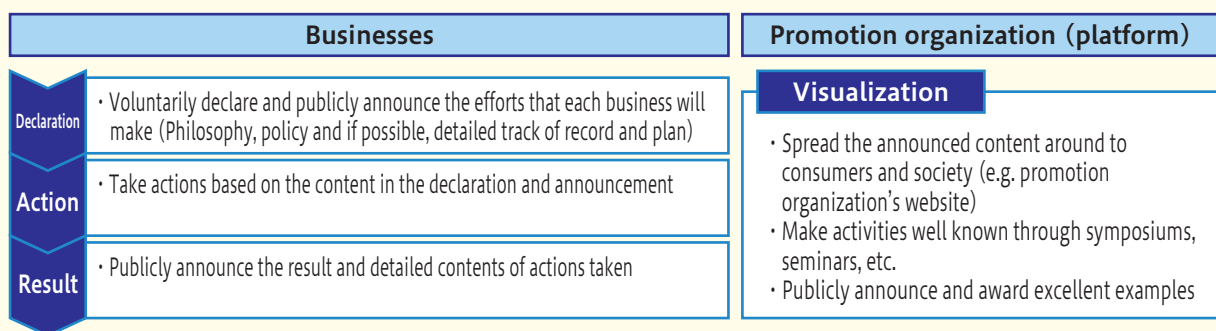 Businesses
Declaration
・Voluntarily declare and publicly announce the efforts that each business will
make (Philosophy, policy and if possible, detailed track of record and plan)
Action
・Take actions based on the content in the declaration and announcement
Result
・Publicly announce the result and detailed contents of actions taken
Promotion organization (platform)
Visualization
・Spread the announced content around to
consumers and society (e.g. promotion
organization's website)
・Make activities well known through symposiums,
seminars, etc.
・Publicly announce and award excellent examples